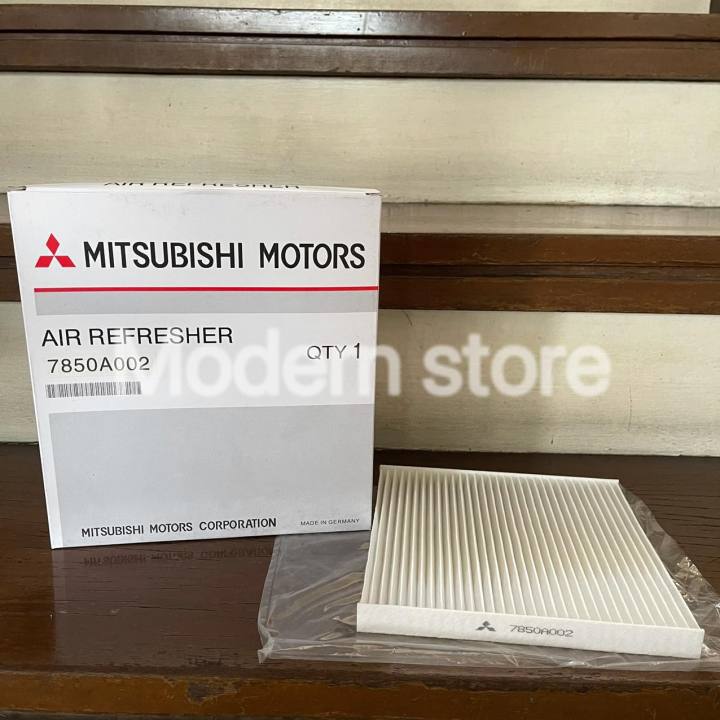 AIR REFRESHER
MITSUBISHI MOTORS
AIR REFRESHER
7850A002
QTY 1
Modern store
MITSUBISHI MOTORS CORPORATION
MADE IN GERMANY
7850A002